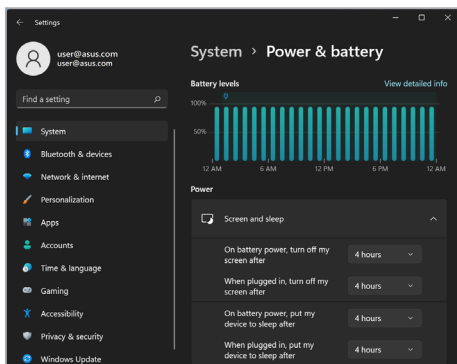 Settings
user@asus.com
user@asus.com
Find a setting
System
Bluetooth & devices
Network & internet
Personalization
Apps
Accounts
Time & language
Gaming
Accessibility
Privacy & security
Windows Update
System > Power & battery
Battery levels
View detailed info
100%
50%
12 AM 6 AM 12 PM 6 PM 12 AM
Power
Screen and sleep
On battery power, turn off my
screen after
4 hours
When plugged in, turn off my
screen after
4 hours
On battery power, put my
device to sleep after
4 hours
When plugged in, put my
device to sleep after
4 hours